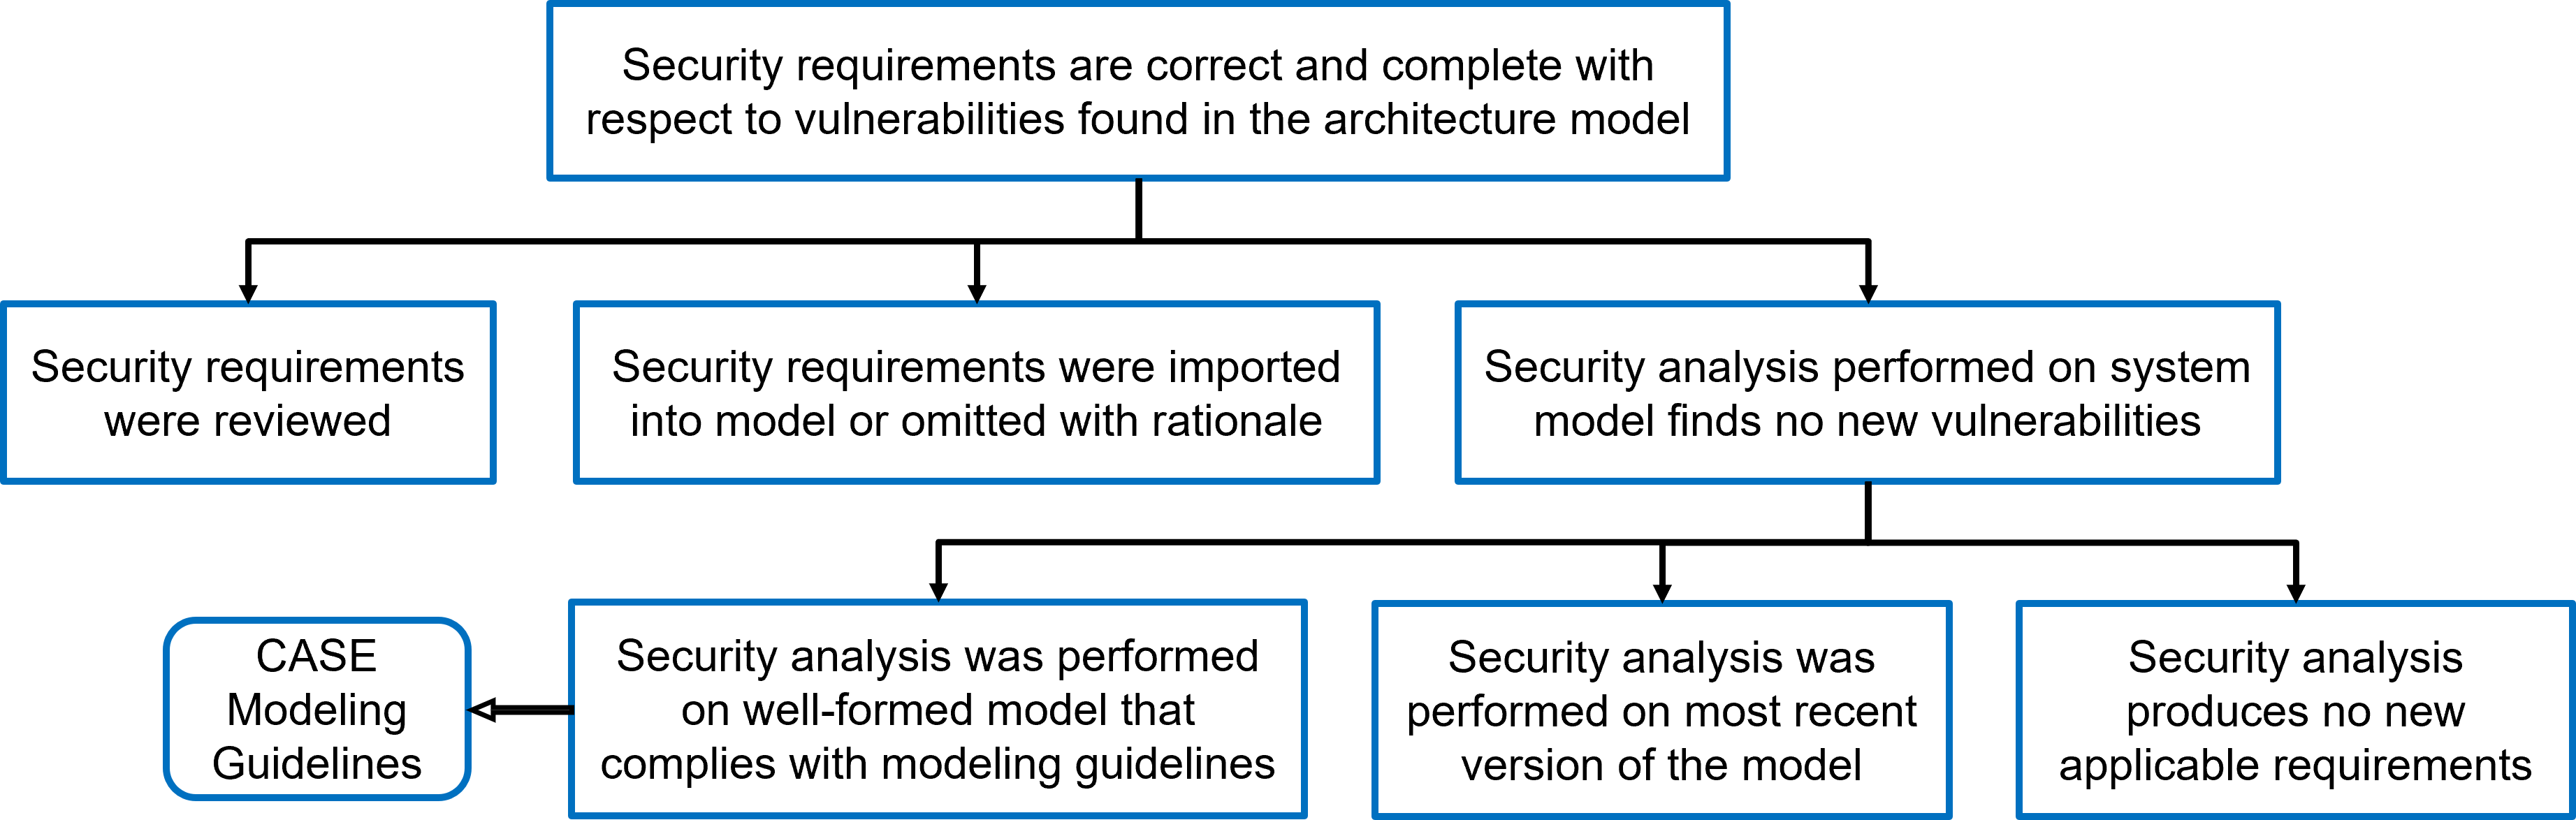 Security requirements are correct and complete with
respect to vulnerabilities found in the architecture model
Security requirements
were reviewed
Security requirements were imported
into model or omitted with rationale
Security analysis performed on system
model finds no new vulnerabilities
CASE
Modeling
Guidelines
Security analysis was performed
on well-formed model that
complies with modeling guidelines
Security analysis was
performed on most recent
version of the model
Security analysis
produces no new
applicable requirements